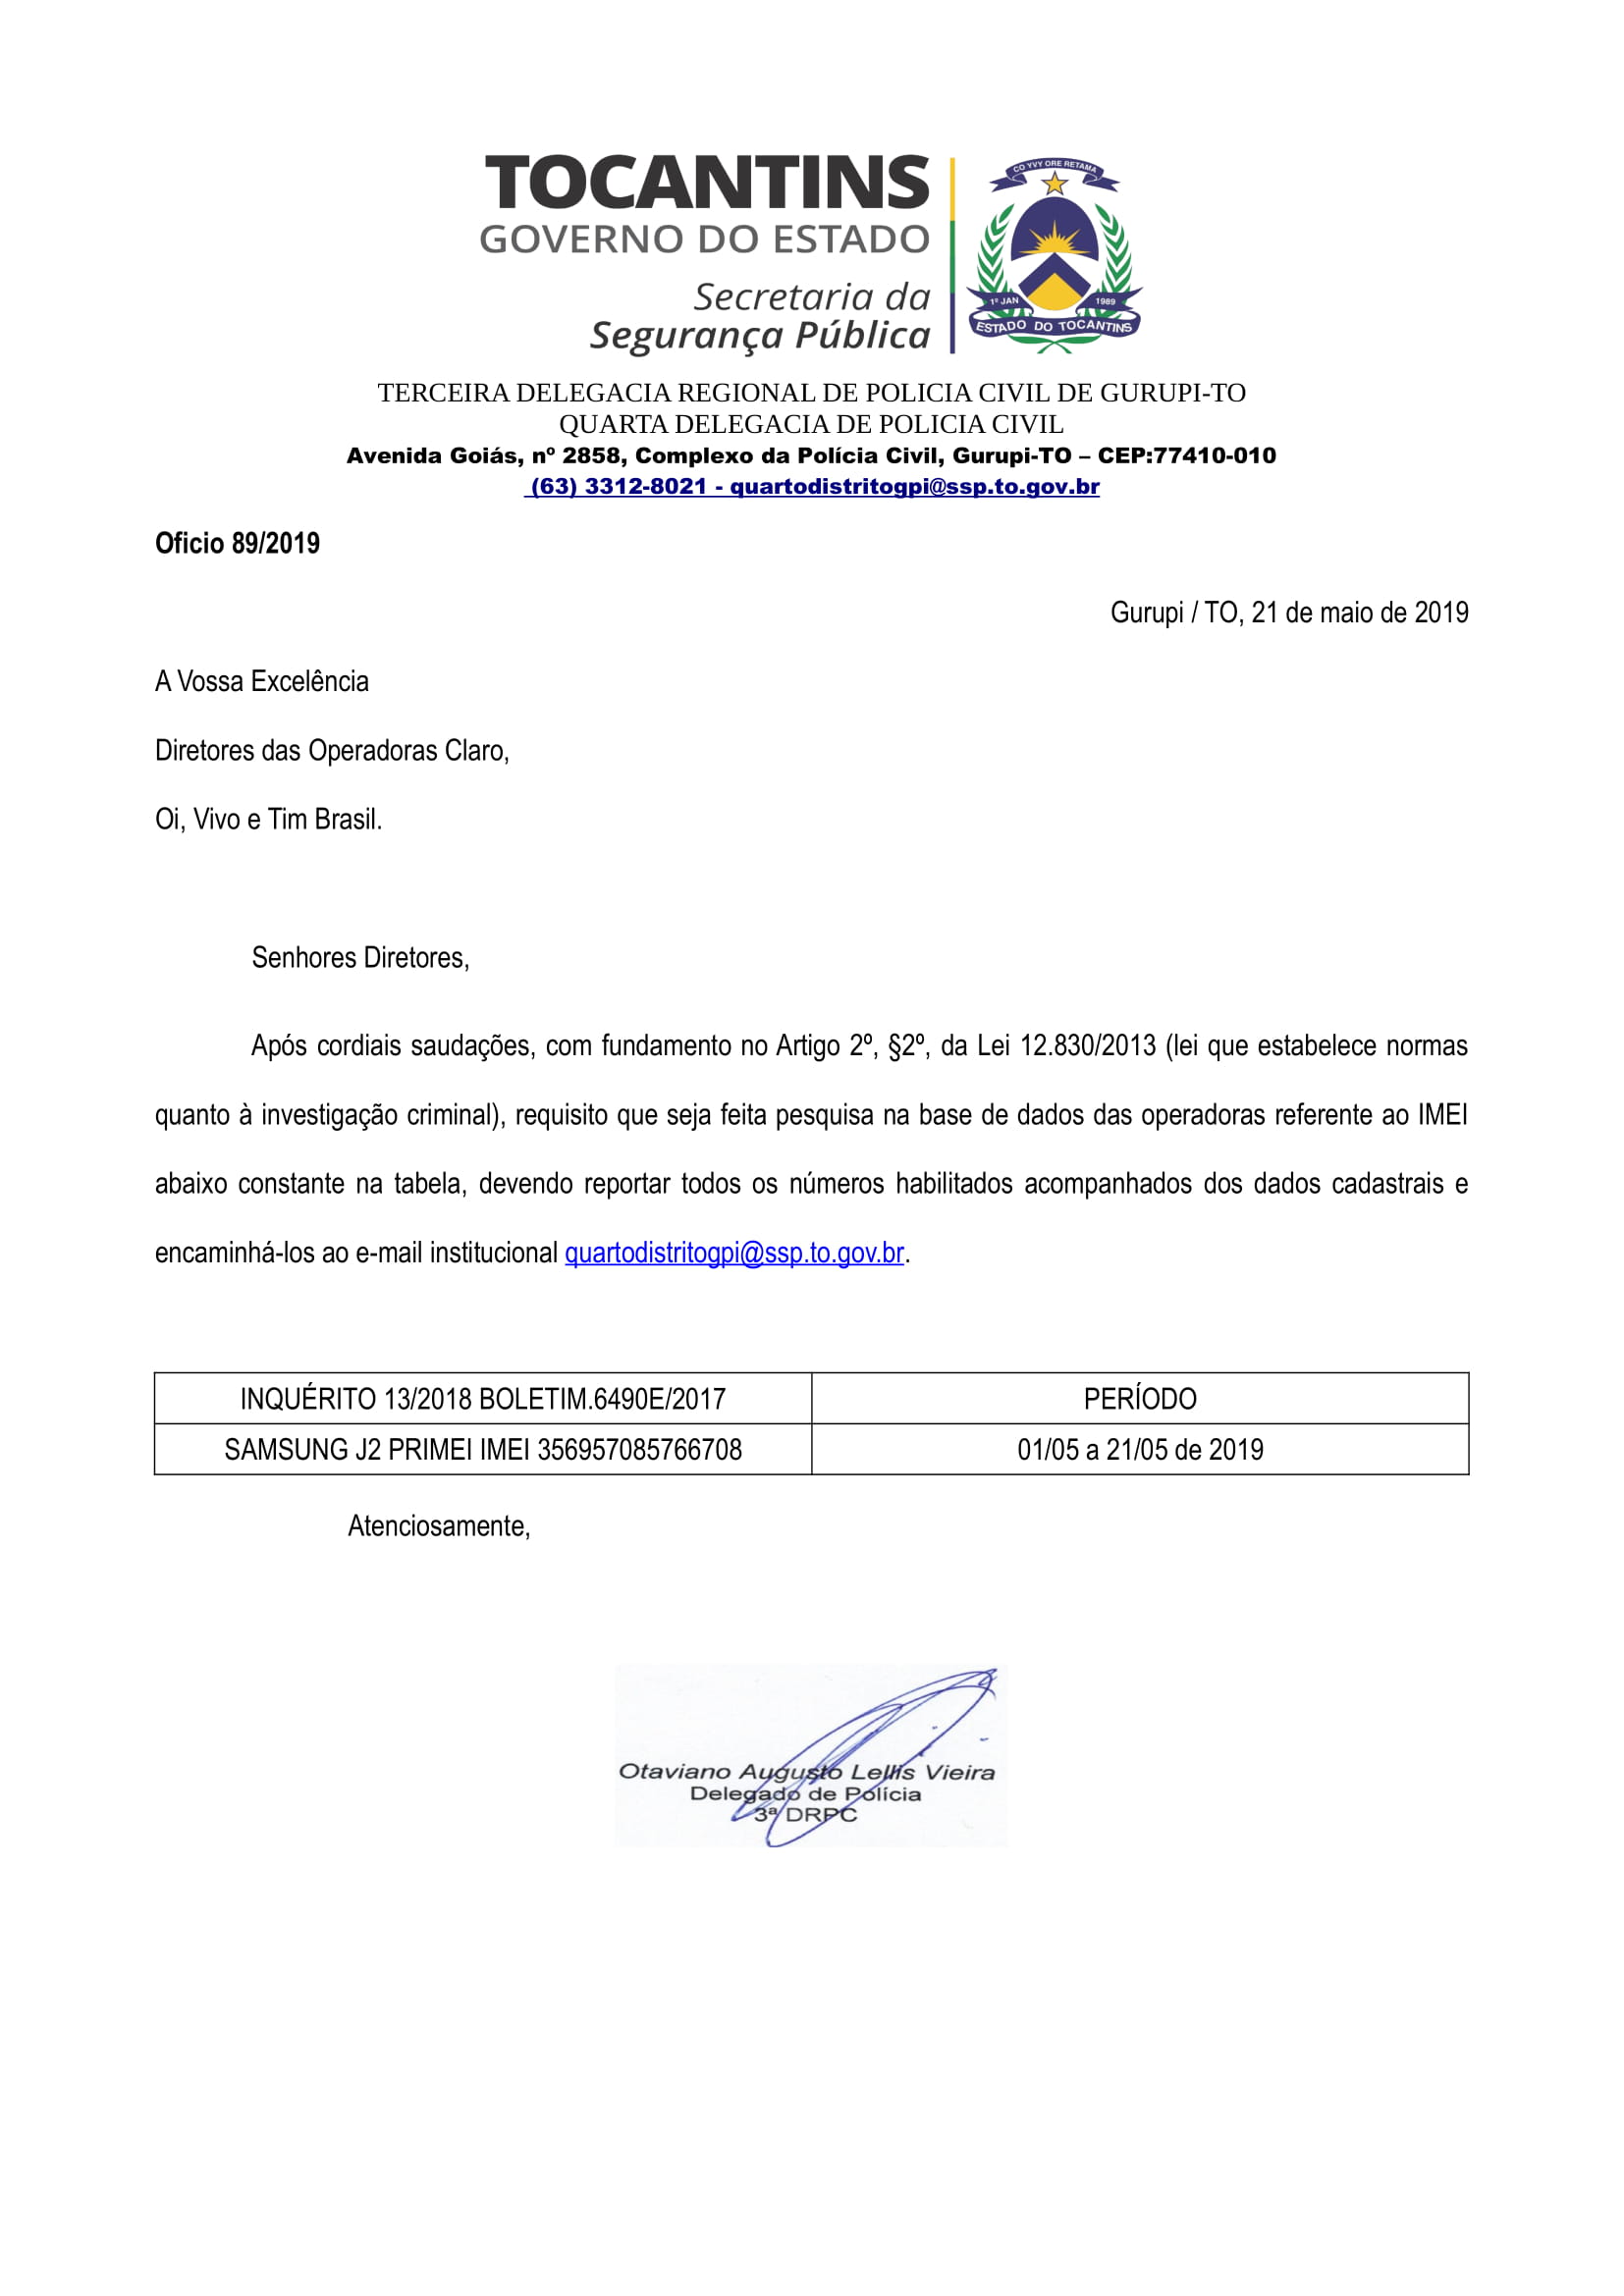 TOCANTINS
GOVERNO DO ESTADO
Secretaria da
Segurança Pública
CO YVY ORE RETAMA
1º JAN 1989
ESTADO DO TOCANTINS
TERCEIRA DELEGACIA REGIONAL DE POLICIA CIVIL DE GURUPI-TO
QUARTA DELEGACIA DE POLICIA CIVIL
Avenida Goiás, nº 2858, Complexo da Polícia Civil, Gurupi-TO – CEP:77410-010
(63) 3312-8021 - quartodistritogpi@ssp.to.gov.br
Oficio 89/2019
Gurupi / TO, 21 de maio de 2019
A Vossa Excelência
Diretores das Operadoras Claro,
Oi, Vivo e Tim Brasil.
Senhores Diretores,
Após cordiais saudações, com fundamento no Artigo 2º, §2º, da Lei 12.830/2013 (lei que estabelece normas
quanto à investigação criminal), requisito que seja feita pesquisa na base de dados das operadoras referente ao IMEI
abaixo constante na tabela, devendo reportar todos os números habilitados acompanhados dos dados cadastrais e
encaminhá-los ao e-mail institucional quartodistritogpi@ssp.to.gov.br.
INQUÉRITO 13/2018 BOLETIM.6490E/2017 PERÍODO
SAMSUNG J2 PRIMEI IMEI 356957085766708 01/05 a 21/05 de 2019
Atenciosamente,
Otaviano Augusto Lellis Vieira
Delegado de Polícia
3ª DRPC